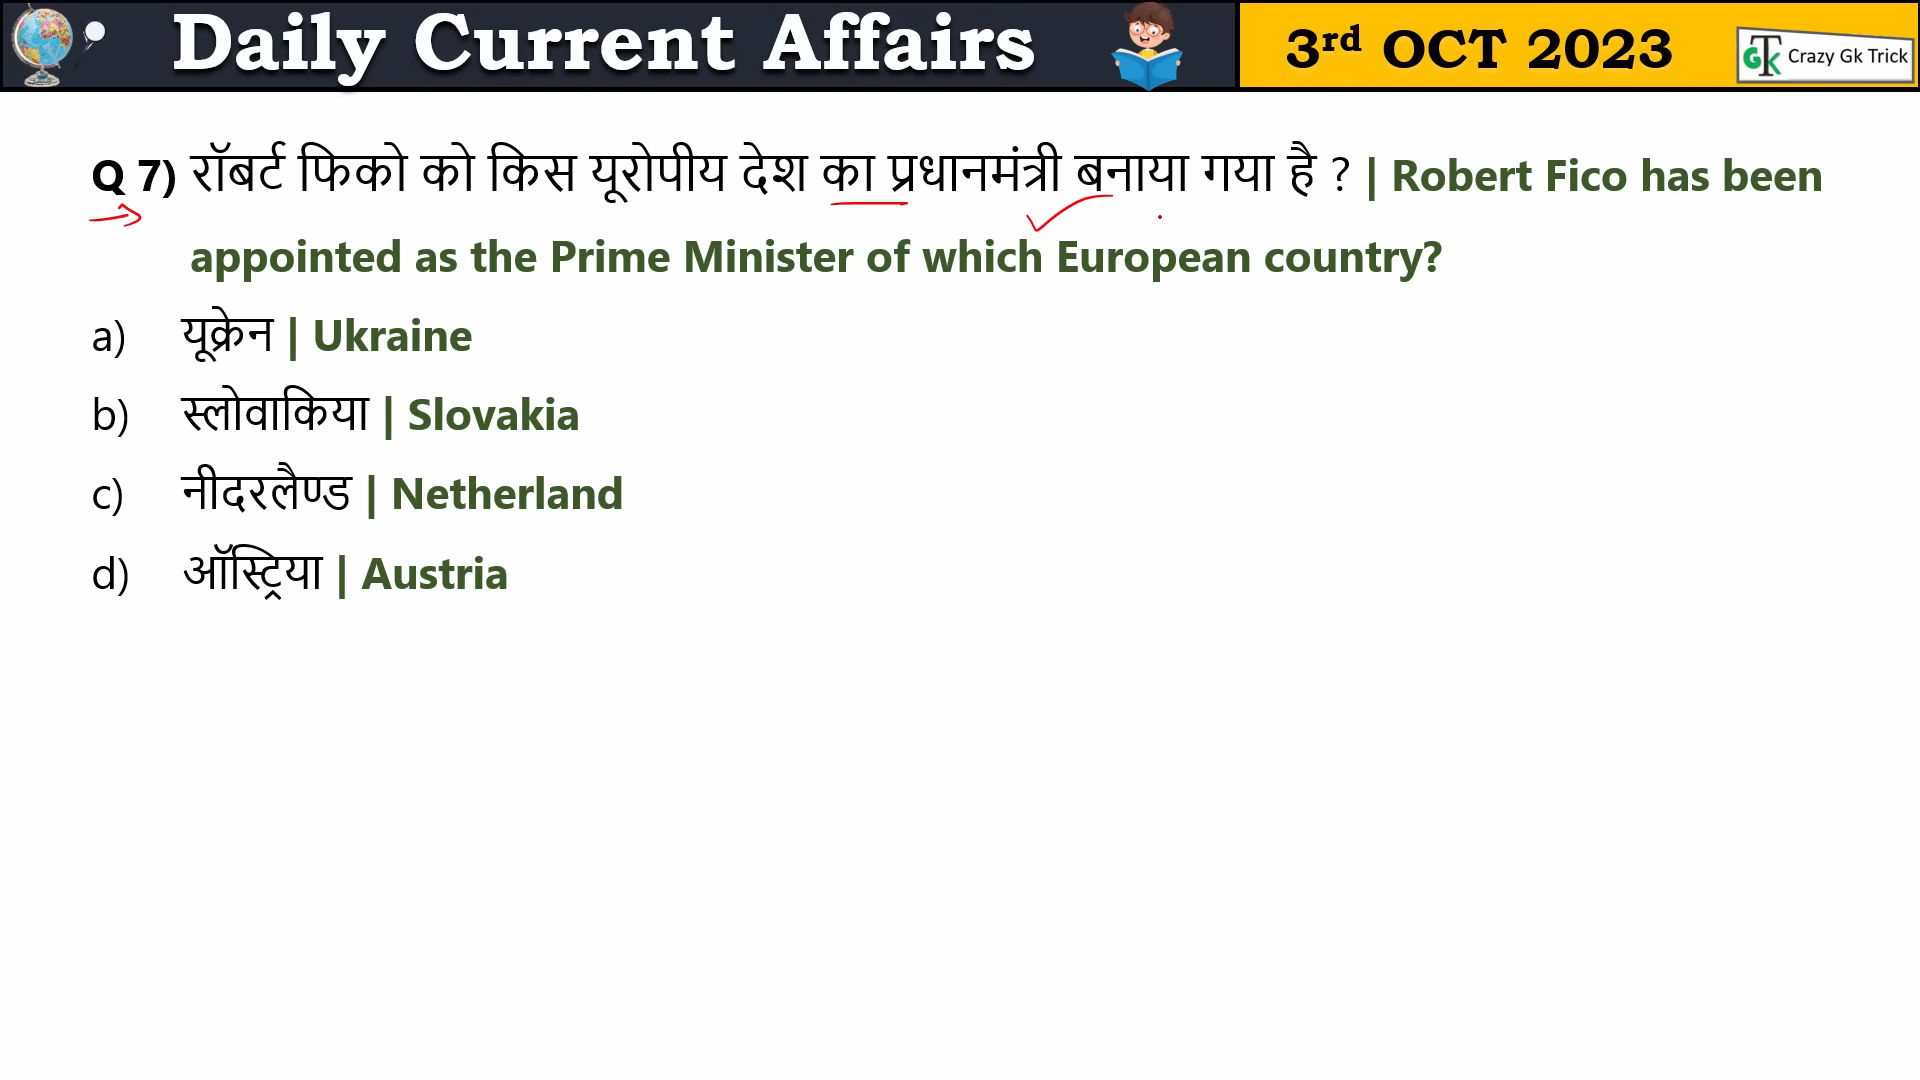 Daily Current Affairs
3rd OCT 2023
GTK Crazy Gk Trick
Q 7) रॉबर्ट फिको को किस यूरोपीय देश का प्रधानमंत्री बनाया गया है ? | Robert Fico has been
appointed as the Prime Minister of which European country?
a) यूक्रेन | Ukraine
b) स्लोवाकिया | Slovakia
c) नीदरलैण्ड | Netherland
d) ऑस्ट्रिया | Austria